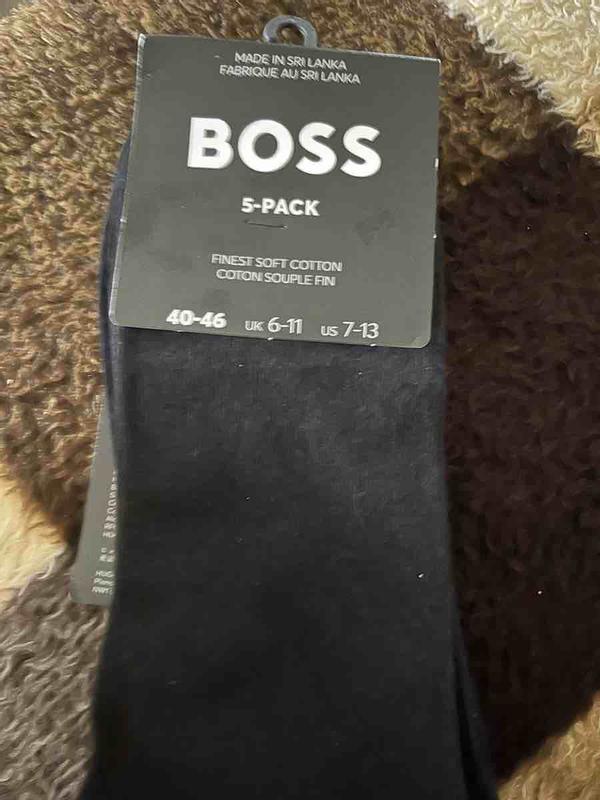 MADE IN SRI LANKA
FABRIQUE AU SRI LANKA
BOSS
5-PACK
FINEST SOFT COTTON
COTON SOUPLE FIN
40-46 UK 6-11 US 7-13
HUG